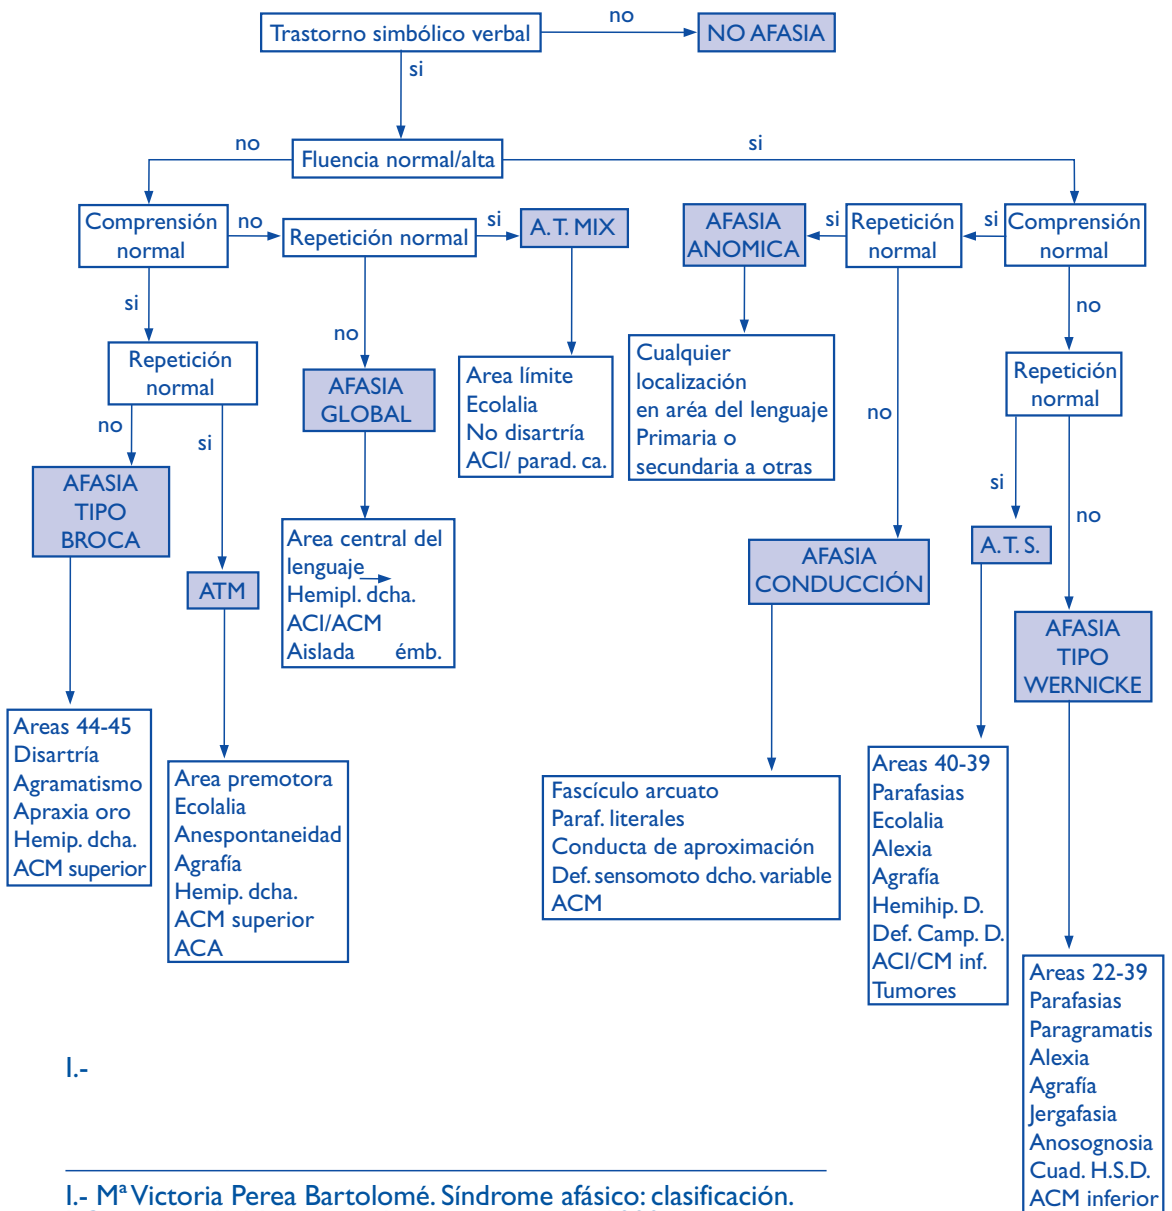 no
Trastorno simbólico verbal
NO AFASIA
si
no
si
Fluencia normal/alta
Comprensión
normal
no
Repetición normal
si
A.T. MIX
AFASIA
ANOMICA
si
Repetición
normal
si
Comprensión
normal
si
no
no
Repetición
normal
no
si
AFASIA
GLOBAL
Area límite
Ecolalia
No disartría
ACI/ parad. ca.
Cualquier
localización
en aréa del lenguaje
Primaria o
secundaria a otras
no
Repetición
normal
si
no
AFASIA
TIPO
BROCA
ATM
Area central del
lenguaje
Hemipl. dcha.
ACI/ACM
Aislada émb.
AFASIA
CONDUCCIÓN
A.T. S.
AFASIA
TIPO
WERNICKE
Areas 44-45
Disartría
Agramatismo
Apraxia oro
Hemip. dcha.
ACM superior
Area premotora
Ecolalia
Anespontaneidad
Agrafía
Hemip. dcha.
ACM superior
ACA
Fascículo arcuato
Paraf. literales
Conducta de aproximación
Def. sensomoto dcho. variable
ACM
Areas 40-39
Parafasias
Ecolalia
Alexia
Agrafía
Hemihip. D.
Def. Camp. D.
ACI/CM inf.
Tumores
Areas 22-39
Parafasias
Paragramatis
Alexia
Agrafía
Jergafasia
Anosognosia
Cuad. H.S.D.
ACM inferior
I.-
I.- Mª Victoria Perea Bartolomé. Síndrome afásico: clasificación.